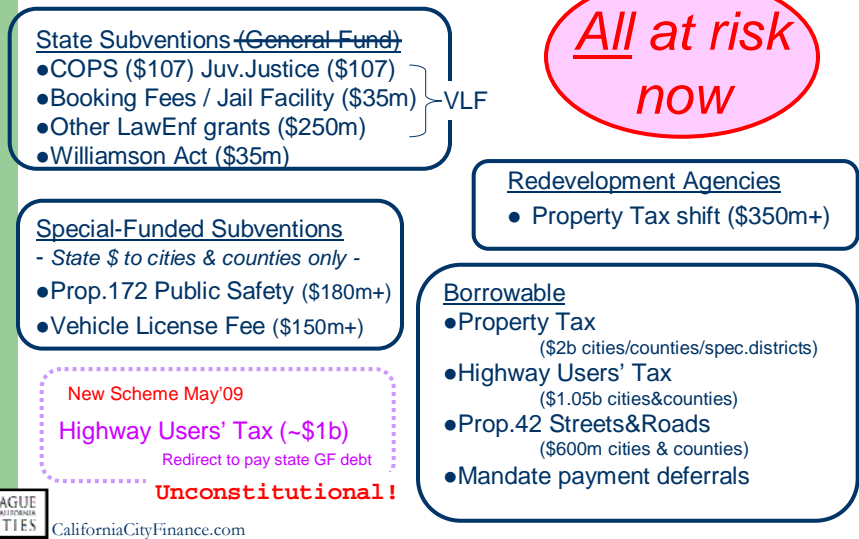 State Subventions (General Fund)
●COPS ($107) Juv.Justice ($107)
●Booking Fees / Jail Facility ($35m)
●Other LawEnf grants ($250m)
●Williamson Act ($35m)
VLF
All at risk
now
Redevelopment Agencies
● Property Tax shift ($350m+)
Special-Funded Subventions
- State $ to cities & counties only -
●Prop.172 Public Safety ($180m+)
●Vehicle License Fee ($150m+)
Borrowable
●Property Tax
($2b cities/counties/spec.districts)
●Highway Users' Tax
($1.05b cities&counties)
●Prop.42 Streets&Roads
($600m cities & counties)
●Mandate payment deferrals
New Scheme May'09
Highway Users' Tax (~$1b)
Redirect to pay state GF debt
Unconstitutional!
AGUE
TIES
CaliforniaCityFinance.com